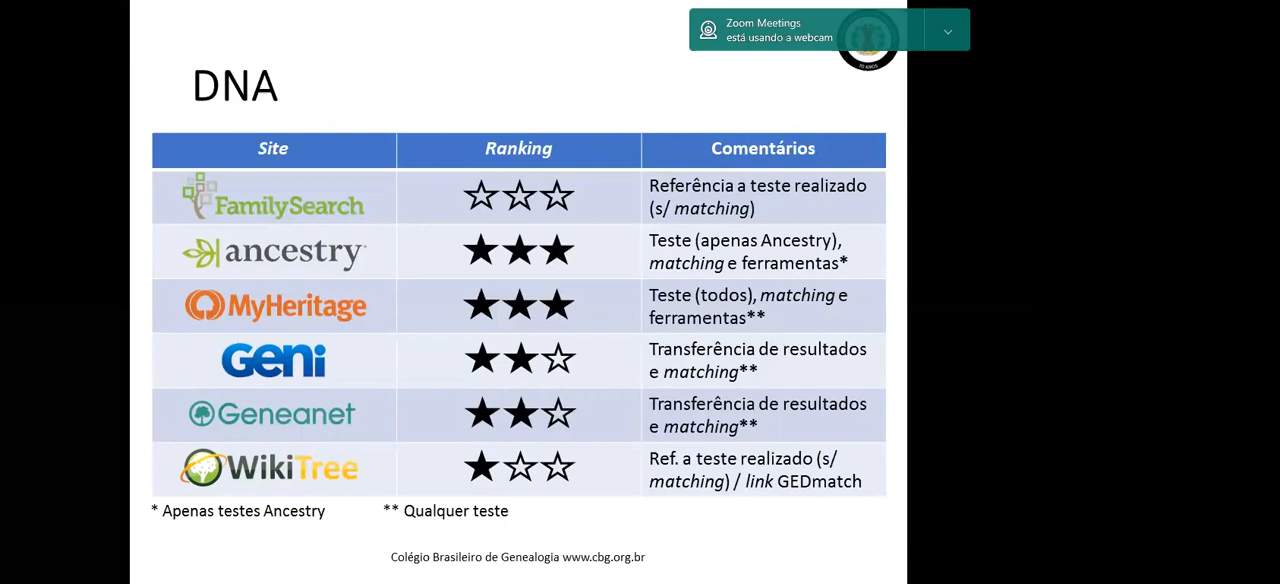 Zoom Meetings
está usando a webcam
70 ANOS
DNA
Site Ranking Comentários
FamilySearch
Referência a teste realizado
(s/ matching)
ancestry
Teste (apenas Ancestry),
matching e ferramentas*
MyHeritage
Teste (todos), matching e
ferramentas**
Geni
Transferência de resultados
e matching**
Geneanet
Transferência de resultados
e matching**
WikiTree
Ref. a teste realizado (s/
matching) / link GEDmatch
* Apenas testes Ancestry ** Qualquer teste
Colégio Brasileiro de Genealogia www.cbg.org.br